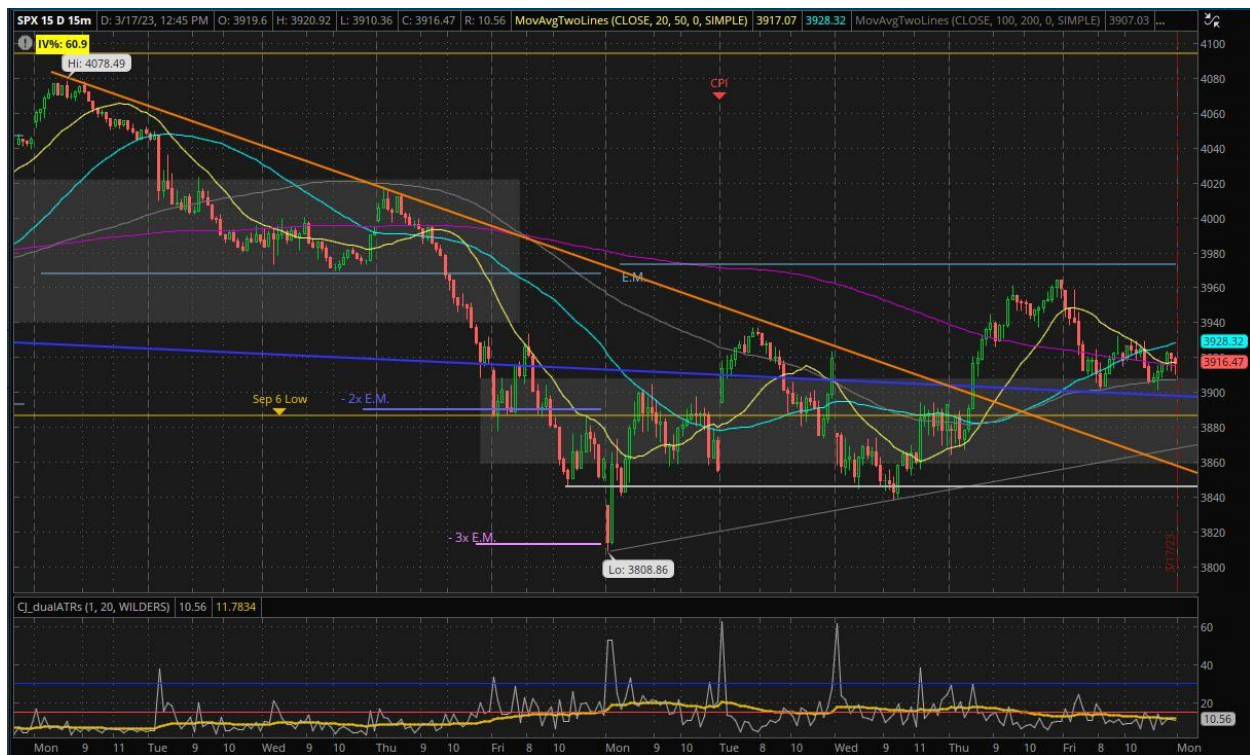 SPX 15 D 15m D: 3/17/23, 12:45 PM O: 3919.6 H: 3920.92 L: 3910.36 C: 3916.47 R: 10.56 MovAvgTwoLines (CLOSE, 20, 50, 0, SIMPLE) 3917.07 3928.32 MovAvgTwoLines (CLOSE, 100, 200, 0, SIMPLE) 3907.03 ...
IV%: 60.9
4100
Hi: 4078.49
4080
CPI
4060
4040
4020
4000
3980
E.M.
3960
3940
3928.32
3916.47
3900
Sep 6 Low
- 2x E.M.
3880
3860
3840
- 3x E.M.
3820
3/17/23
Lo: 3808.86
3800
CJ_dualATRs (1, 20, WILDERS) 10.56 11.7834
60
40
20
10.56
Mon 9 11 Tue 9 10 Wed 9 10 Thu 9 10 Fri 9 10 Mon 9 10 Tue 8 10 Wed 9 10 Thu 9 10 Fri 8 10 Mon